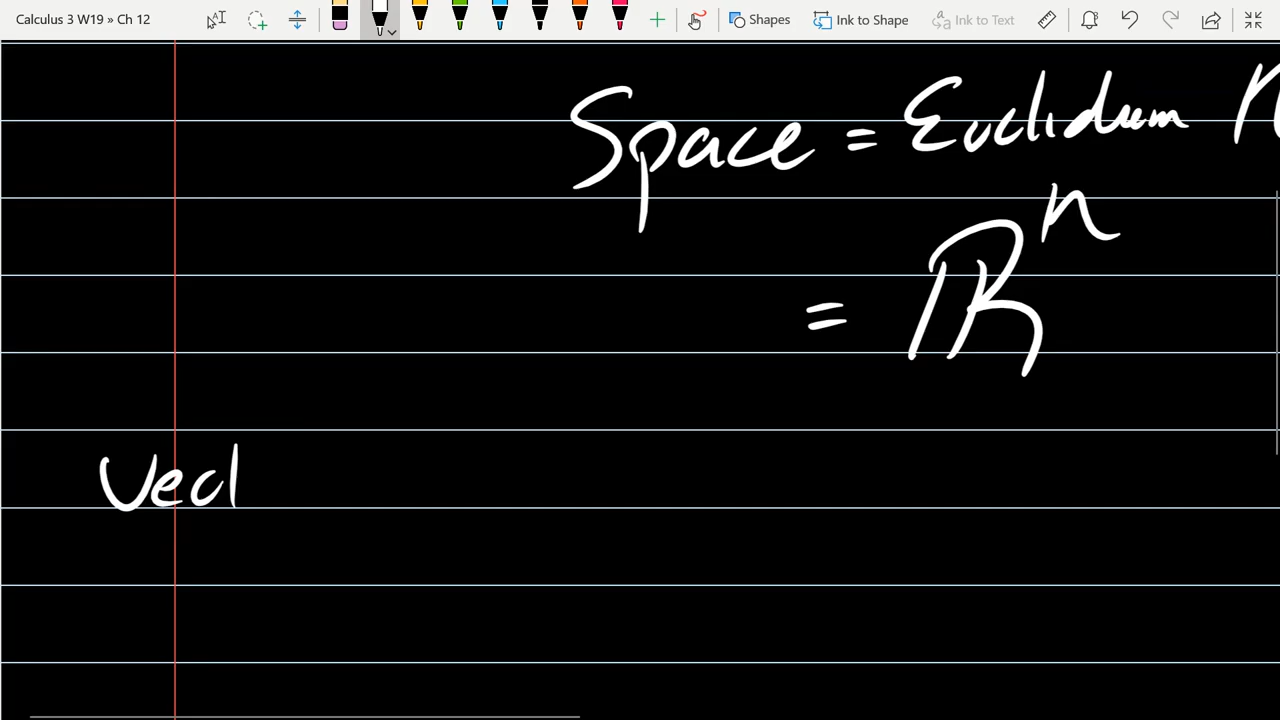 Calculus 3 W19 » Ch 12
Shapes
Ink to Shape
Ink to Text
Space = Euclidean
= ℝⁿ
Vect